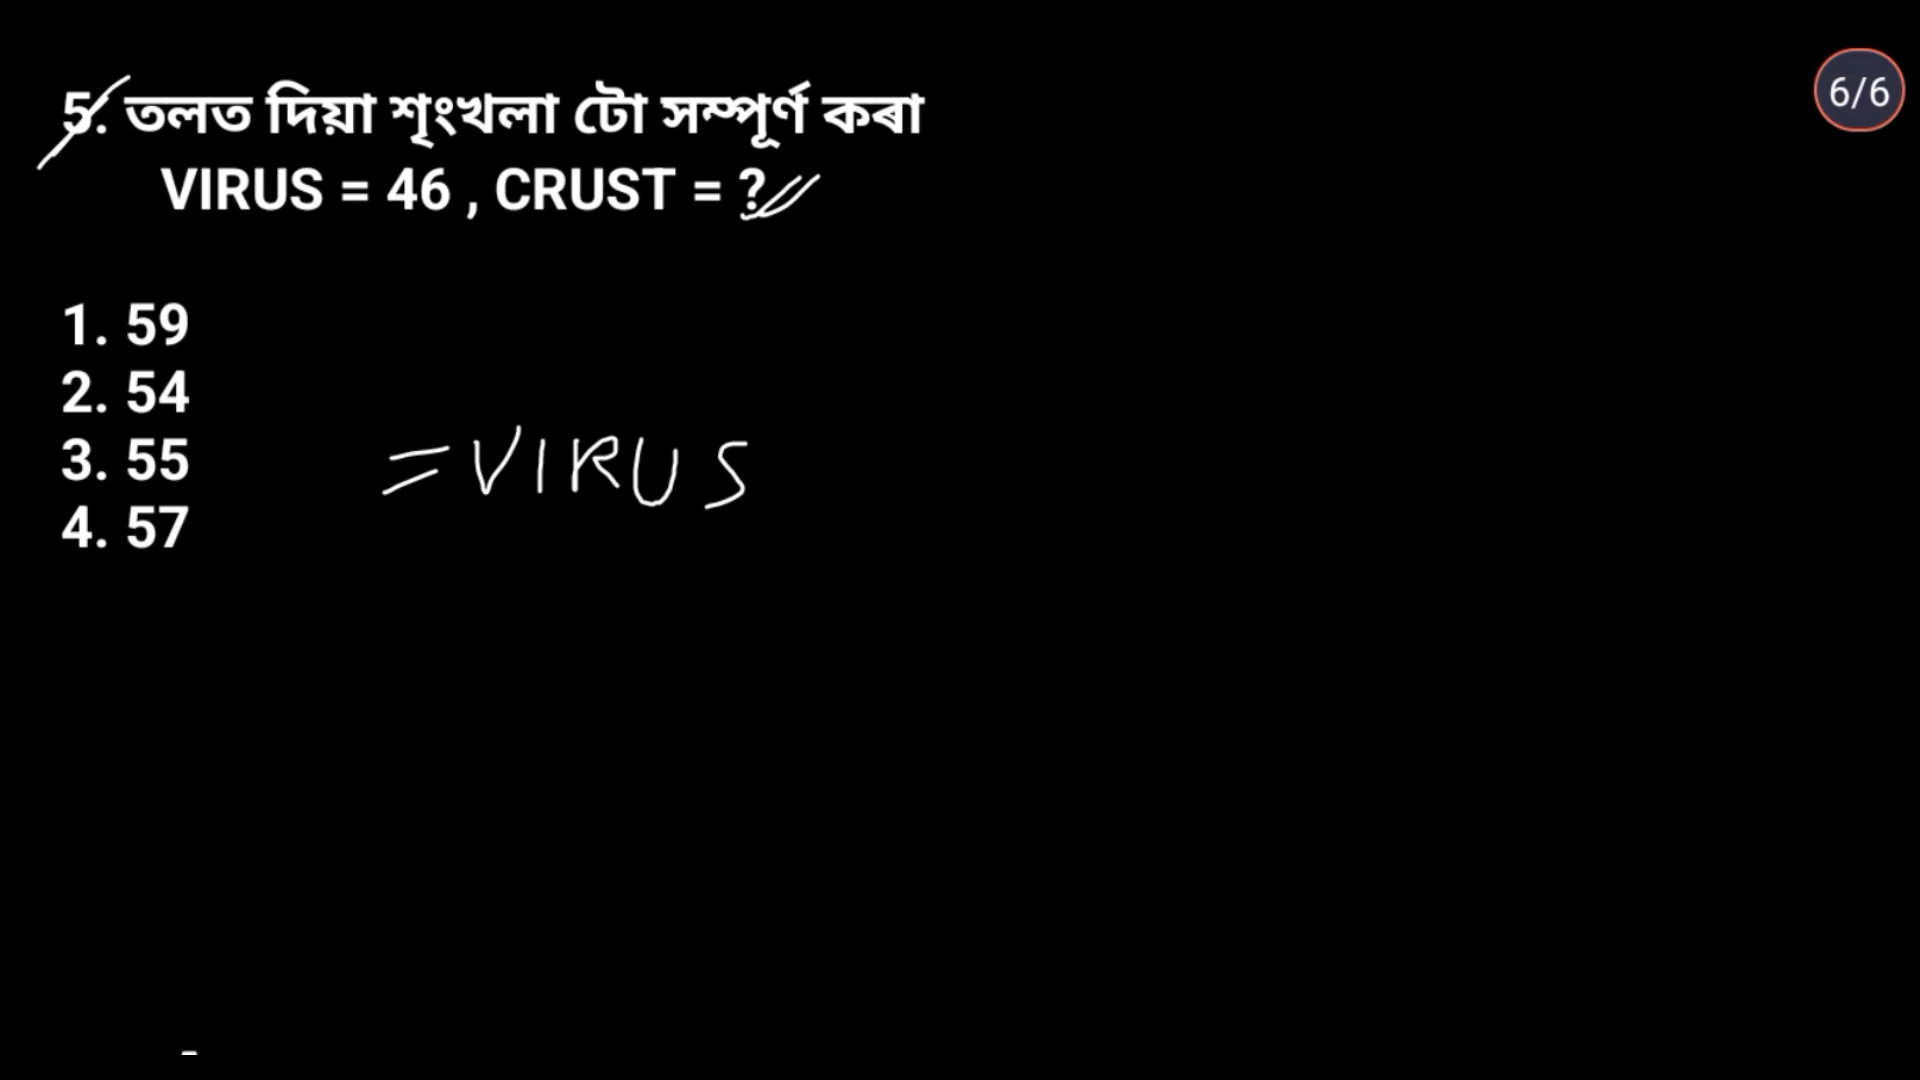 6/6
5. তলত দিয়া শৃংখলা টো সম্পূৰ্ণ কৰা
VIRUS = 46 , CRUST = ?
1. 59
2. 54
3. 55
4. 57
= VIRUS